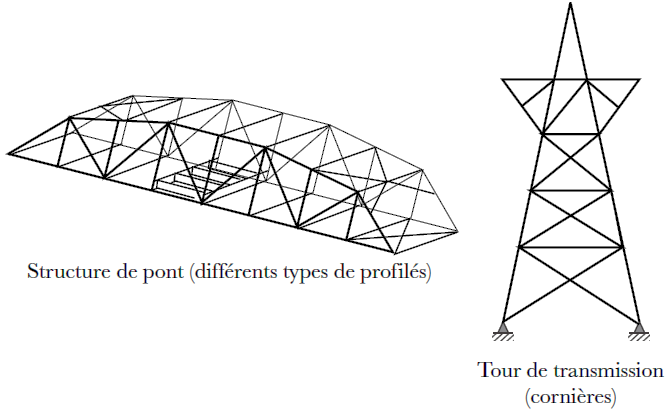 Structure de pont (différents types de profilés)
Tour de transmission
(cornières)